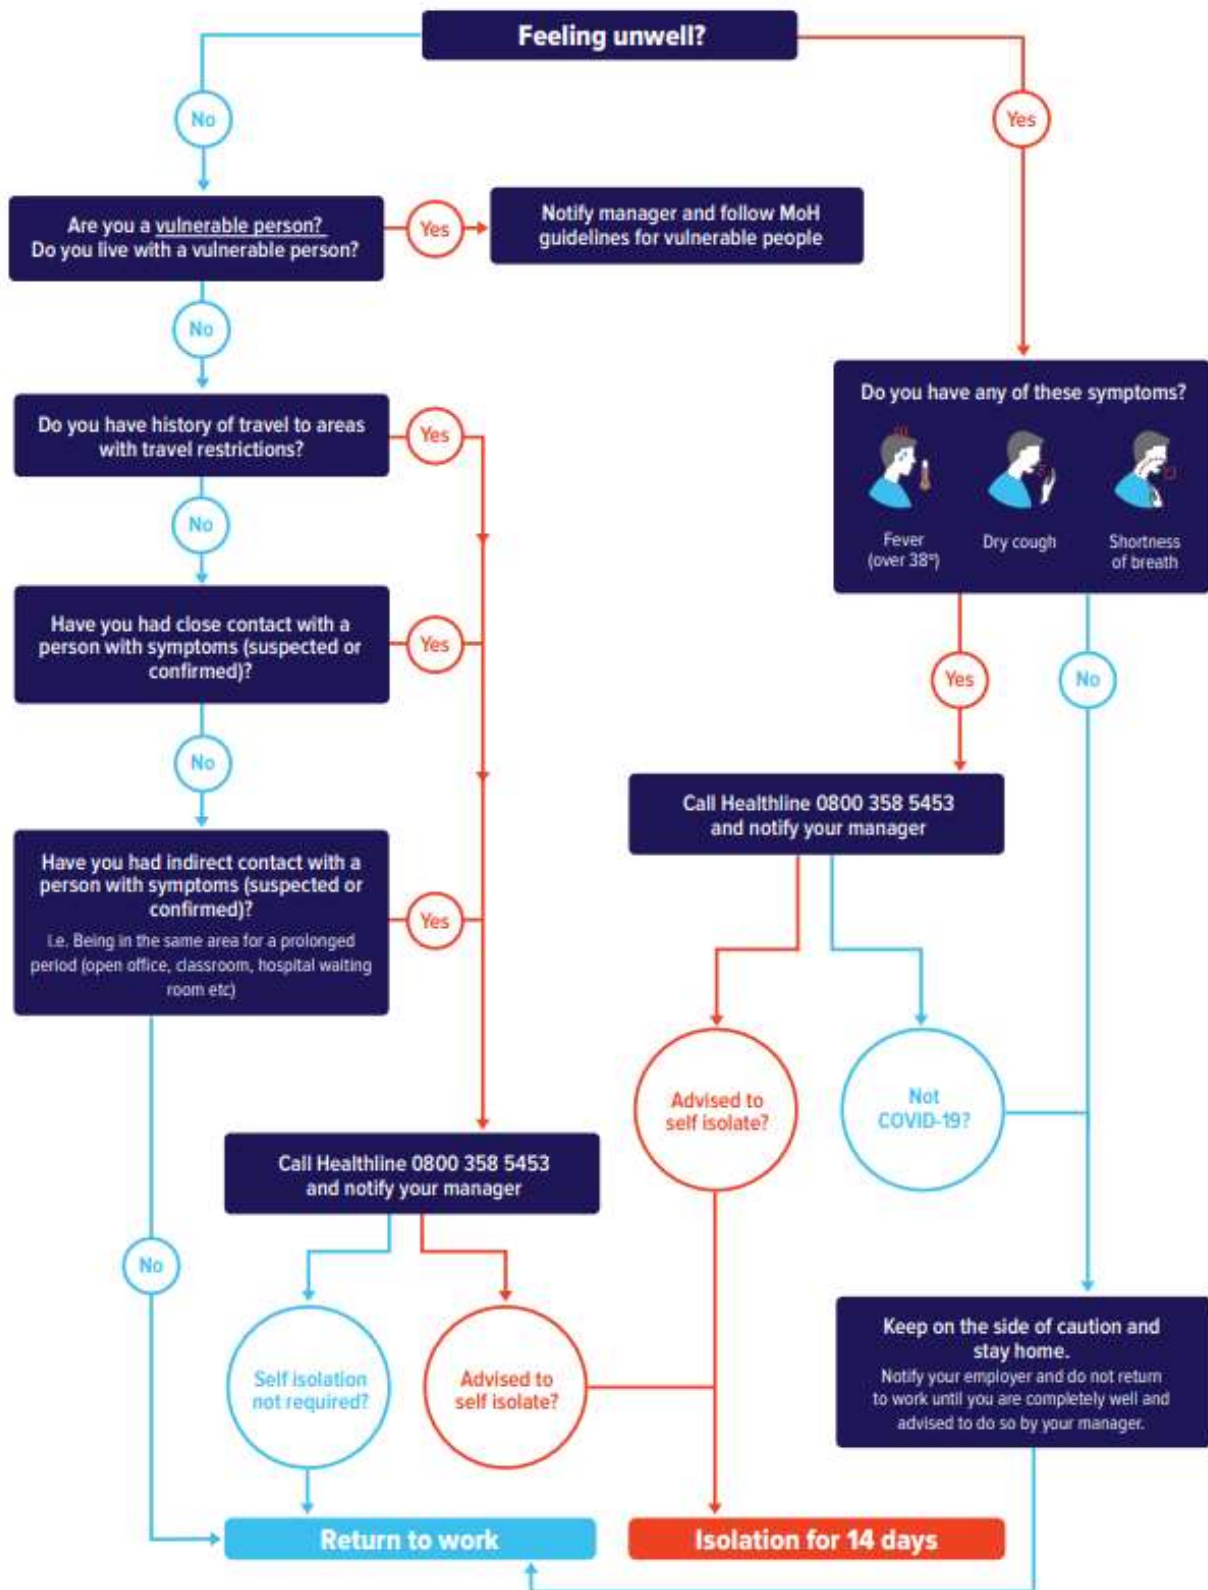 Feeling unwell?
No
Yes
Are you a vulnerable person?
Do you live with a vulnerable person?
Yes
Notify manager and follow MoH
guidelines for vulnerable people
No
Do you have history of travel to areas
with travel restrictions?
Yes
Do you have any of these symptoms?
Fever
(over 38°)
Dry cough
Shortness
of breath
No
Have you had close contact with a
person with symptoms (suspected or
confirmed)?
Yes
Yes
No
No
Call Healthline 0800 358 5453
and notify your manager
Have you had indirect contact with a
person with symptoms (suspected or
confirmed)?
I.e. Being in the same area for a prolonged
period (open office, classroom, hospital waiting
room etc)
Yes
Advised to
self isolate?
Not
COVID-19?
Call Healthline 0800 358 5453
and notify your manager
No
Self isolation
not required?
Advised to
self isolate?
Keep on the side of caution and
stay home.
Notify your employer and do not return
to work until you are completely well and
advised to do so by your manager.
Return to work
Isolation for 14 days